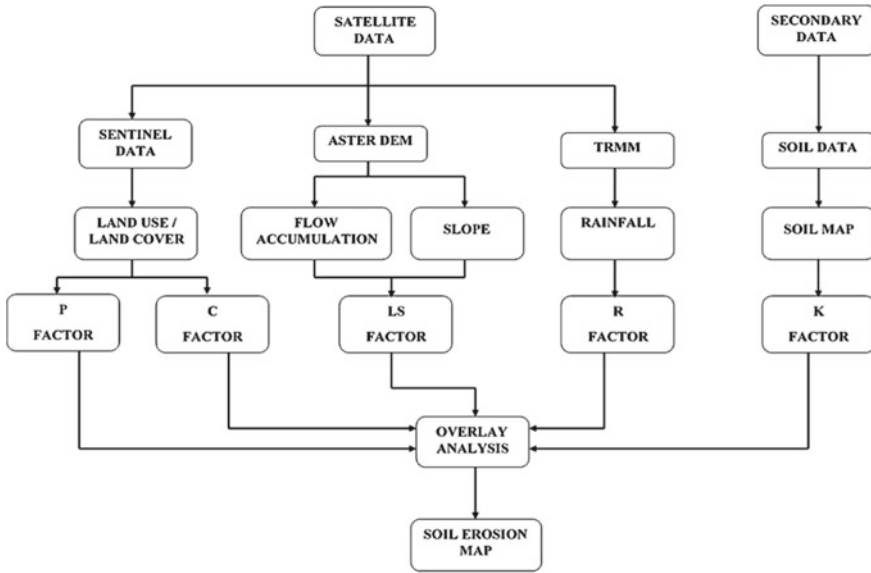 SATELLITE
DATA
SECONDARY
DATA
SENTINEL
DATA
ASTER DEM
TRMM
SOIL DATA
LAND USE /
LAND COVER
FLOW
ACCUMULATION
SLOPE
RAINFALL
SOIL MAP
P
FACTOR
C
FACTOR
LS
FACTOR
R
FACTOR
K
FACTOR
OVERLAY
ANALYSIS
SOIL EROSION
MAP